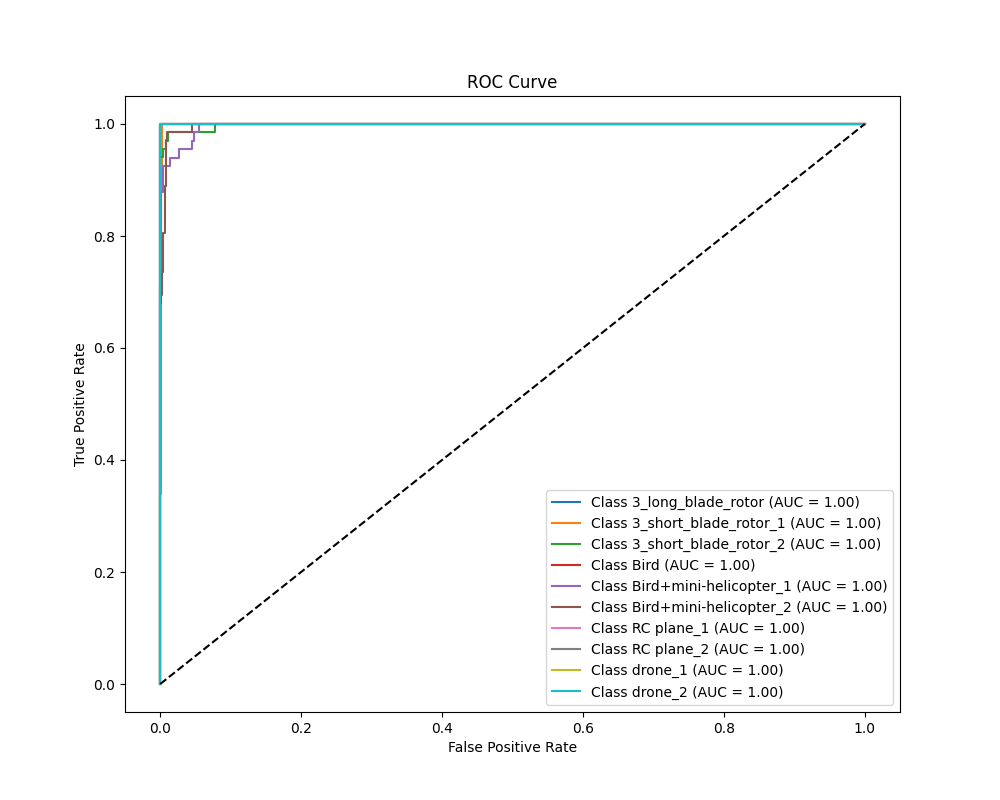 ROC Curve
1.0
0.8
0.6
0.4
0.2
0.0
True Positive Rate
Class 3_long_blade_rotor (AUC = 1.00)
Class 3_short_blade_rotor_1 (AUC = 1.00)
Class 3_short_blade_rotor_2 (AUC = 1.00)
Class Bird (AUC = 1.00)
Class Bird+mini-helicopter_1 (AUC = 1.00)
Class Bird+mini-helicopter_2 (AUC = 1.00)
Class RC plane_1 (AUC = 1.00)
Class RC plane_2 (AUC = 1.00)
Class drone_1 (AUC = 1.00)
Class drone_2 (AUC = 1.00)
0.0 0.2 0.4 0.6 0.8 1.0
False Positive Rate